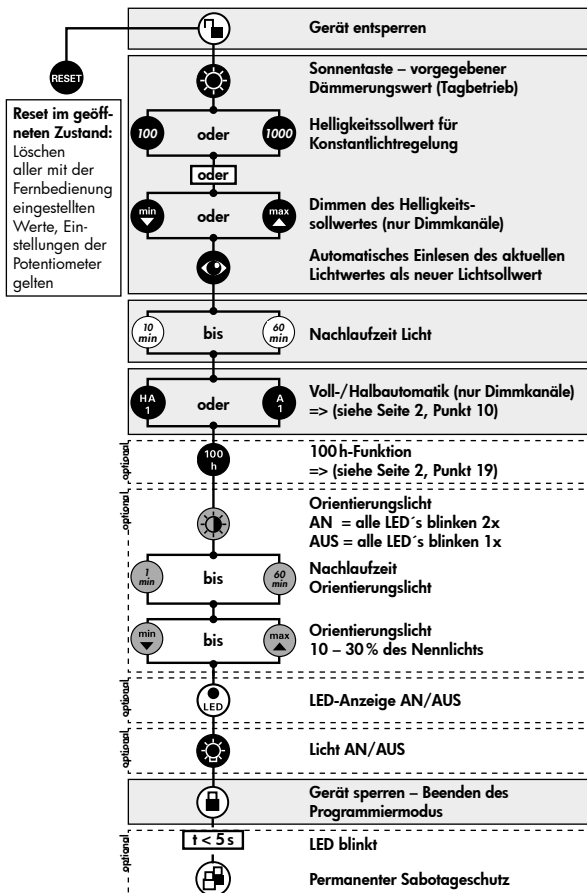 Gerät entsperren
RESET
Reset im geöff-
neten Zustand:
Löschen
aller mit der
Fernbedienung
eingestellten
Werte, Ein-
stellungen der
Potentiometer
gelten
Sonnentaste – vorgegebener
Dämmerungswert (Tagbetrieb)
100 oder 1000
Helligkeitssollwert für
Konstantlichtregelung
oder
min oder max
Dimmen des Helligkeits-
sollwertes (nur Dimmkanäle)
Automatisches Einlesen des aktuellen
Lichtwertes als neuer Lichtsollwert
10 min bis 60 min
Nachlaufzeit Licht
HA 1 oder A 1
Voll-/Halbautomatik (nur Dimmkanäle)
=> (siehe Seite 2, Punkt 10)
optional
100 h
100 h-Funktion
=> (siehe Seite 2, Punkt 19)
optional
Orientierungslicht
AN = alle LED´s blinken 2x
AUS = alle LED´s blinken 1x
1 min bis 60 min
Nachlaufzeit
Orientierungslicht
min bis max
Orientierungslicht
10 – 30 % des Nennlichts
optional
LED
LED-Anzeige AN/AUS
optional
Licht AN/AUS
Gerät sperren – Beenden des
Programmiermodus
optional
t < 5 s
LED blinkt
Permanenter Sabotageschutz